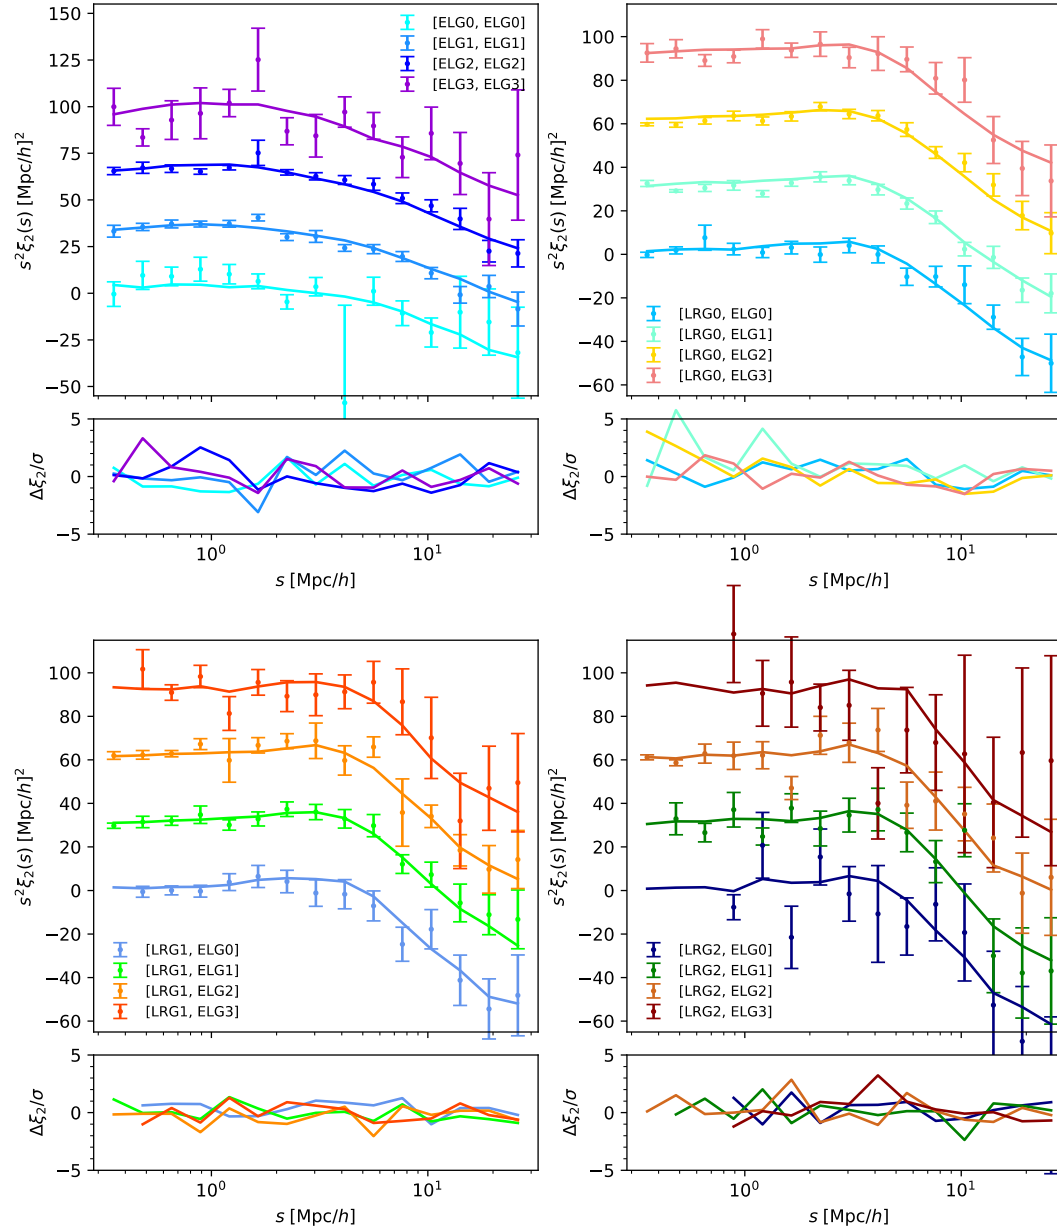 150
125
100
75
50
25
0
−25
−50
s²ξ₂(s) [Mpc/h]²
[ELG0, ELG0]
[ELG1, ELG1]
[ELG2, ELG2]
[ELG3, ELG3]
5
0
−5
Δξ₂/σ
10⁰
10¹
s [Mpc/h]
100
80
60
40
20
0
−20
−40
−60
s²ξ₂(s) [Mpc/h]²
[LRG0, ELG0]
[LRG0, ELG1]
[LRG0, ELG2]
[LRG0, ELG3]
5
0
−5
Δξ₂/σ
10⁰
10¹
s [Mpc/h]
100
80
60
40
20
0
−20
−40
−60
s²ξ₂(s) [Mpc/h]²
[LRG1, ELG0]
[LRG1, ELG1]
[LRG1, ELG2]
[LRG1, ELG3]
5
0
−5
Δξ₂/σ
10⁰
10¹
s [Mpc/h]
100
80
60
40
20
0
−20
−40
−60
s²ξ₂(s) [Mpc/h]²
[LRG2, ELG0]
[LRG2, ELG1]
[LRG2, ELG2]
[LRG2, ELG3]
5
0
−5
Δξ₂/σ
10⁰
10¹
s [Mpc/h]